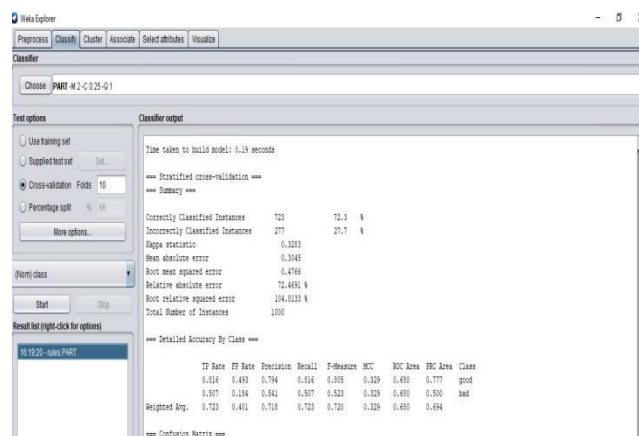 Weka Explorer
Preprocess Classify Cluster Associate Select attributes Visualize
Classifier
Choose PART -M 2 -C 0.25 -Q 1
Test options
Use training set
Supplied test set Set...
Cross-validation Folds 10
Percentage split % 66
More options...
(Nom) class
Start Stop
Result list (right-click for options)
16:19:20 - rules.PART
Classifier output
Time taken to build model: 0.19 seconds
=== Stratified cross-validation ===
=== Summary ===
Correctly Classified Instances 723 72.3 %
Incorrectly Classified Instances 277 27.7 %
Kappa statistic 0.3283
Mean absolute error 0.3045
Root mean squared error 0.4766
Relative absolute error 72.4691 %
Root relative squared error 104.0133 %
Total Number of Instances 1000
=== Detailed Accuracy By Class ===
TP Rate FP Rate Precision Recall F-Measure MCC ROC Area PRC Area Class
0.816 0.493 0.794 0.816 0.805 0.329 0.680 0.777 good
0.507 0.184 0.541 0.507 0.523 0.329 0.680 0.500 bad
Weighted Avg. 0.723 0.401 0.718 0.723 0.720 0.329 0.680 0.694
=== Confusion Matrix ===